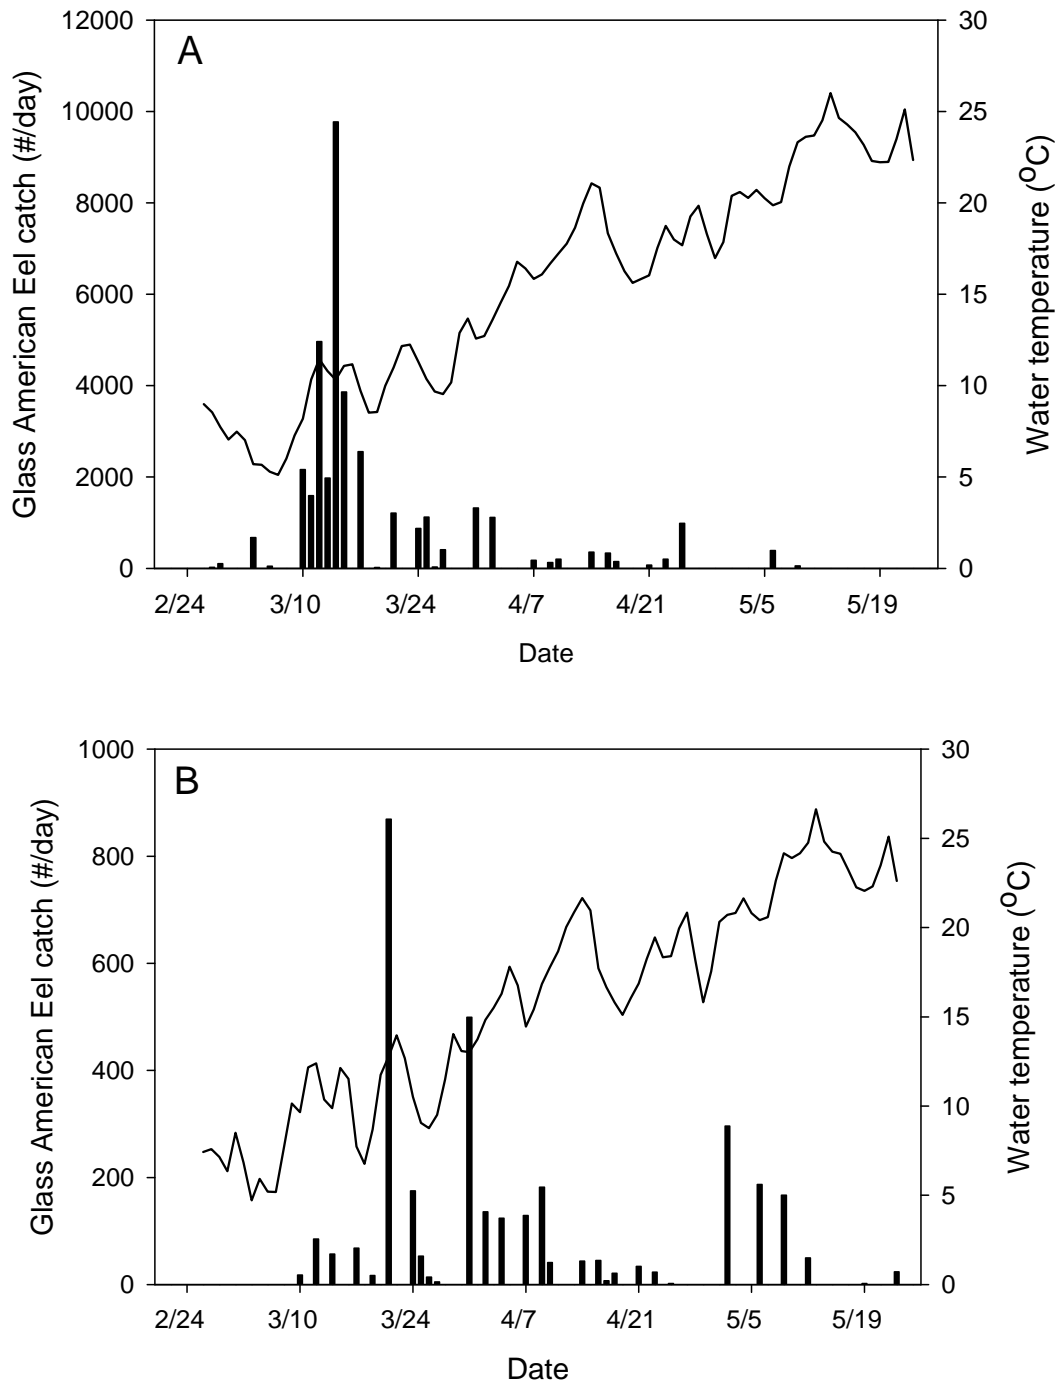 A
Glass American Eel catch (#/day)
12000
10000
8000
6000
4000
2000
0
30
25
20
15
10
5
0
Water temperature (°C)
2/24 3/10 3/24 4/7 4/21 5/5 5/19
Date
B
Glass American Eel catch (#/day)
1000
800
600
400
200
0
30
25
20
15
10
5
0
Water temperature (°C)
2/24 3/10 3/24 4/7 4/21 5/5 5/19
Date